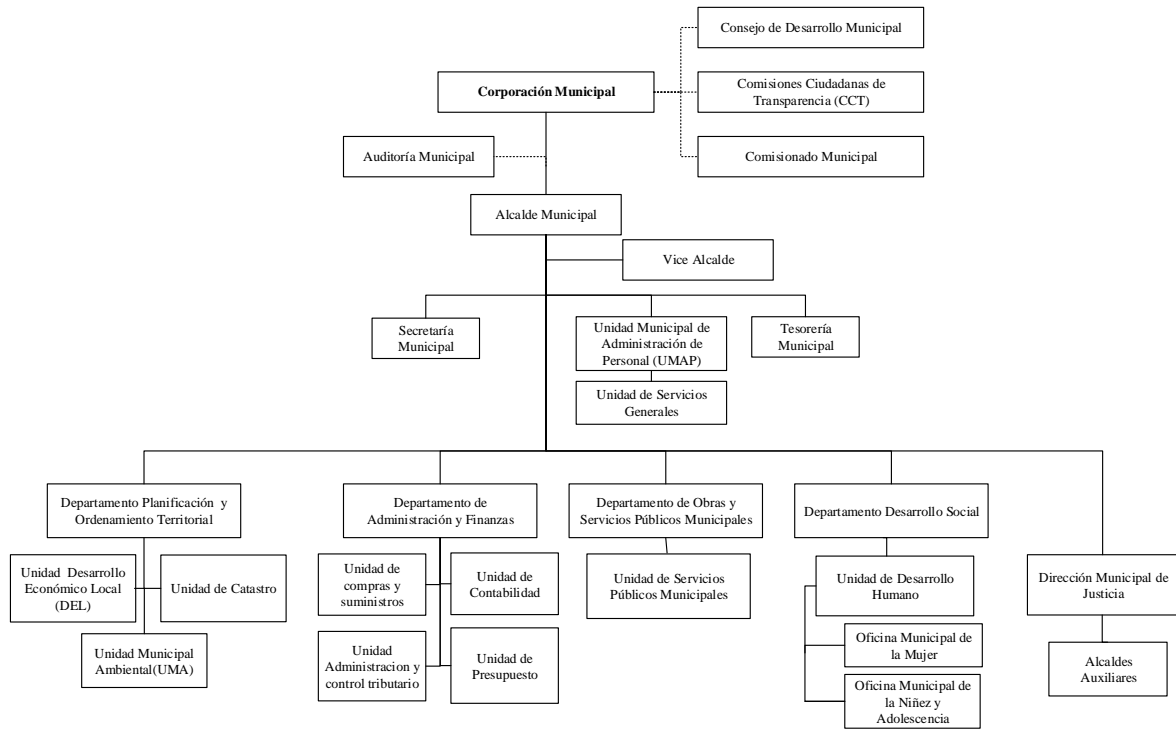 Consejo de Desarrollo Municipal
Corporación Municipal
Comisiones Ciudadanas de
Transparencia (CCT)
Auditoría Municipal
Comisionado Municipal
Alcalde Municipal
Vice Alcalde
Secretaría
Municipal
Unidad Municipal de
Administración de
Personal (UMAP)
Tesorería
Municipal
Unidad de Servicios
Generales
Departamento Planificación y
Ordenamiento Territorial
Departamento de
Administración y Finanzas
Departamento de Obras y
Servicios Públicos Municipales
Departamento Desarrollo Social
Unidad Desarrollo
Económico Local
(DEL)
Unidad de Catastro
Unidad Municipal
Ambiental(UMA)
Unidad de
compras y
suministros
Unidad de
Contabilidad
Unidad
Administracion y
control tributario
Unidad de
Presupuesto
Unidad de Servicios
Públicos Municipales
Unidad de Desarrollo
Humano
Oficina Municipal de
la Mujer
Oficina Municipal de
la Niñez y
Adolescencia
Dirección Municipal de
Justicia
Alcaldes
Auxiliares